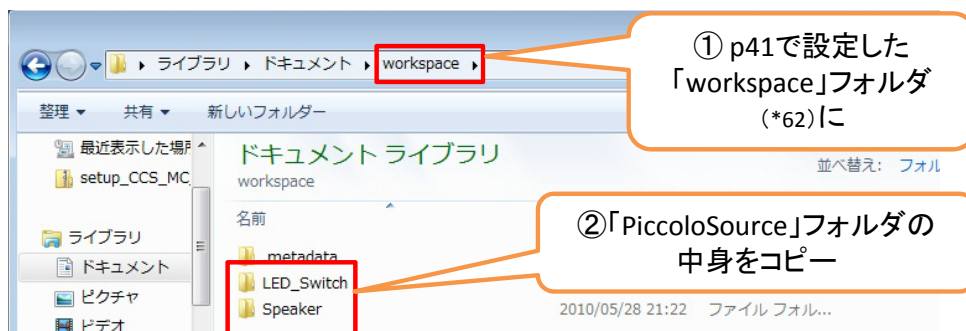 ① p41で設定した
「workspace」フォルダ
(*62)に
ライブラリ ▸ ドキュメント ▸ workspace ▸
整理 ▼ 共有 ▼ 新しいフォルダー
最近表示した場所
setup_CCS_MC
ライブラリ
ドキュメント
ピクチャ
ビデオ
ドキュメント ライブラリ
workspace
並べ替え: フォル
名前
②「PiccoloSource」フォルダの
中身をコピー
.metadata
LED_Switch
Speaker 2010/05/28 21:22 ファイル フォル...